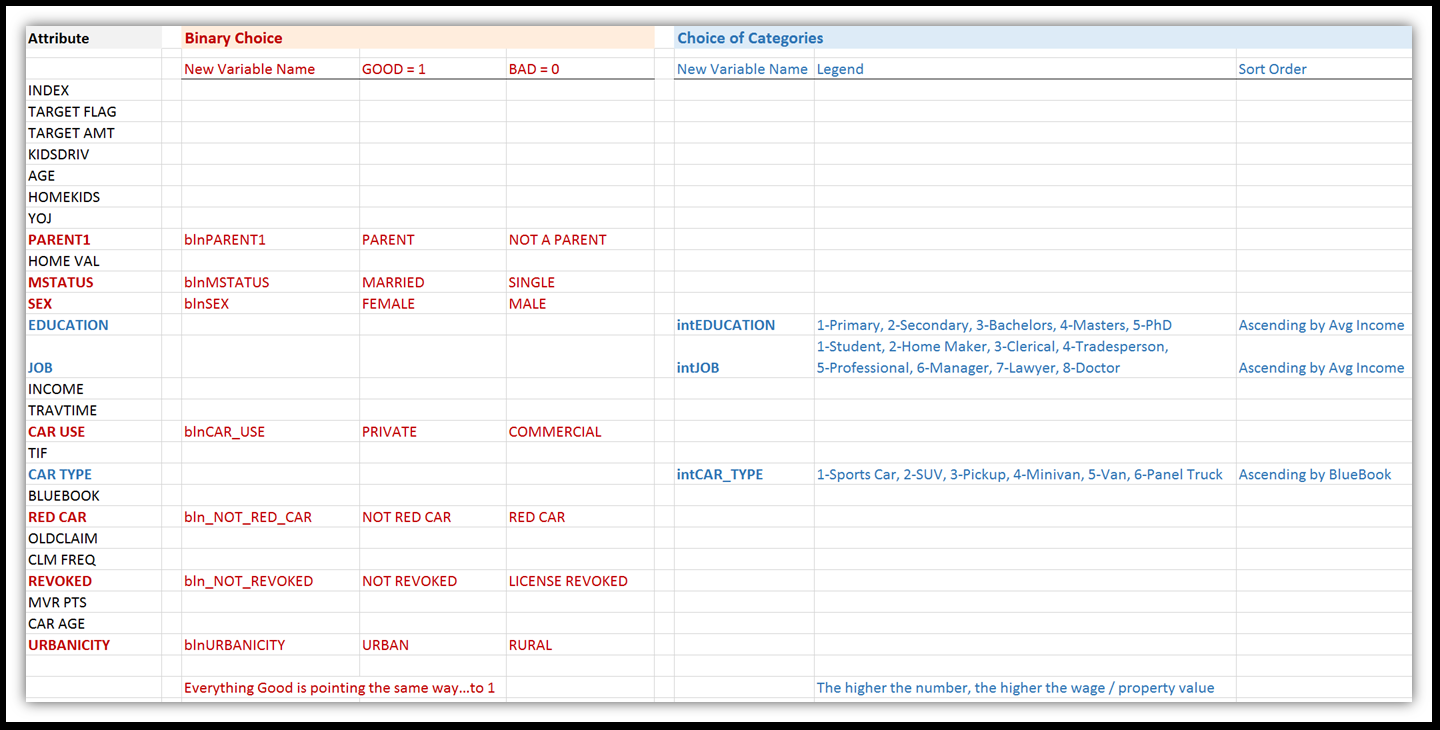 Attribute Binary Choice Choice of Categories
New Variable Name GOOD = 1 BAD = 0 New Variable Name Legend Sort Order
INDEX
TARGET FLAG
TARGET AMT
KIDSDRIV
AGE
HOMEKIDS
YOJ
PARENT1 blnPARENT1 PARENT NOT A PARENT
HOME VAL
MSTATUS blnMSTATUS MARRIED SINGLE
SEX blnSEX FEMALE MALE
EDUCATION intEDUCATION 1-Primary, 2-Secondary, 3-Bachelors, 4-Masters, 5-PhD Ascending by Avg Income
1-Student, 2-Home Maker, 3-Clerical, 4-Tradesperson,
JOB intJOB 5-Professional, 6-Manager, 7-Lawyer, 8-Doctor Ascending by Avg Income
INCOME
TRAVTIME
CAR USE blnCAR_USE PRIVATE COMMERCIAL
TIF
CAR TYPE intCAR_TYPE 1-Sports Car, 2-SUV, 3-Pickup, 4-Minivan, 5-Van, 6-Panel Truck Ascending by BlueBook
BLUEBOOK
RED CAR bln_NOT_RED_CAR NOT RED CAR RED CAR
OLDCLAIM
CLM FREQ
REVOKED bln_NOT_REVOKED NOT REVOKED LICENSE REVOKED
MVR PTS
CAR AGE
URBANICITY blnURBANICITY URBAN RURAL
Everything Good is pointing the same way...to 1 The higher the number, the higher the wage / property value